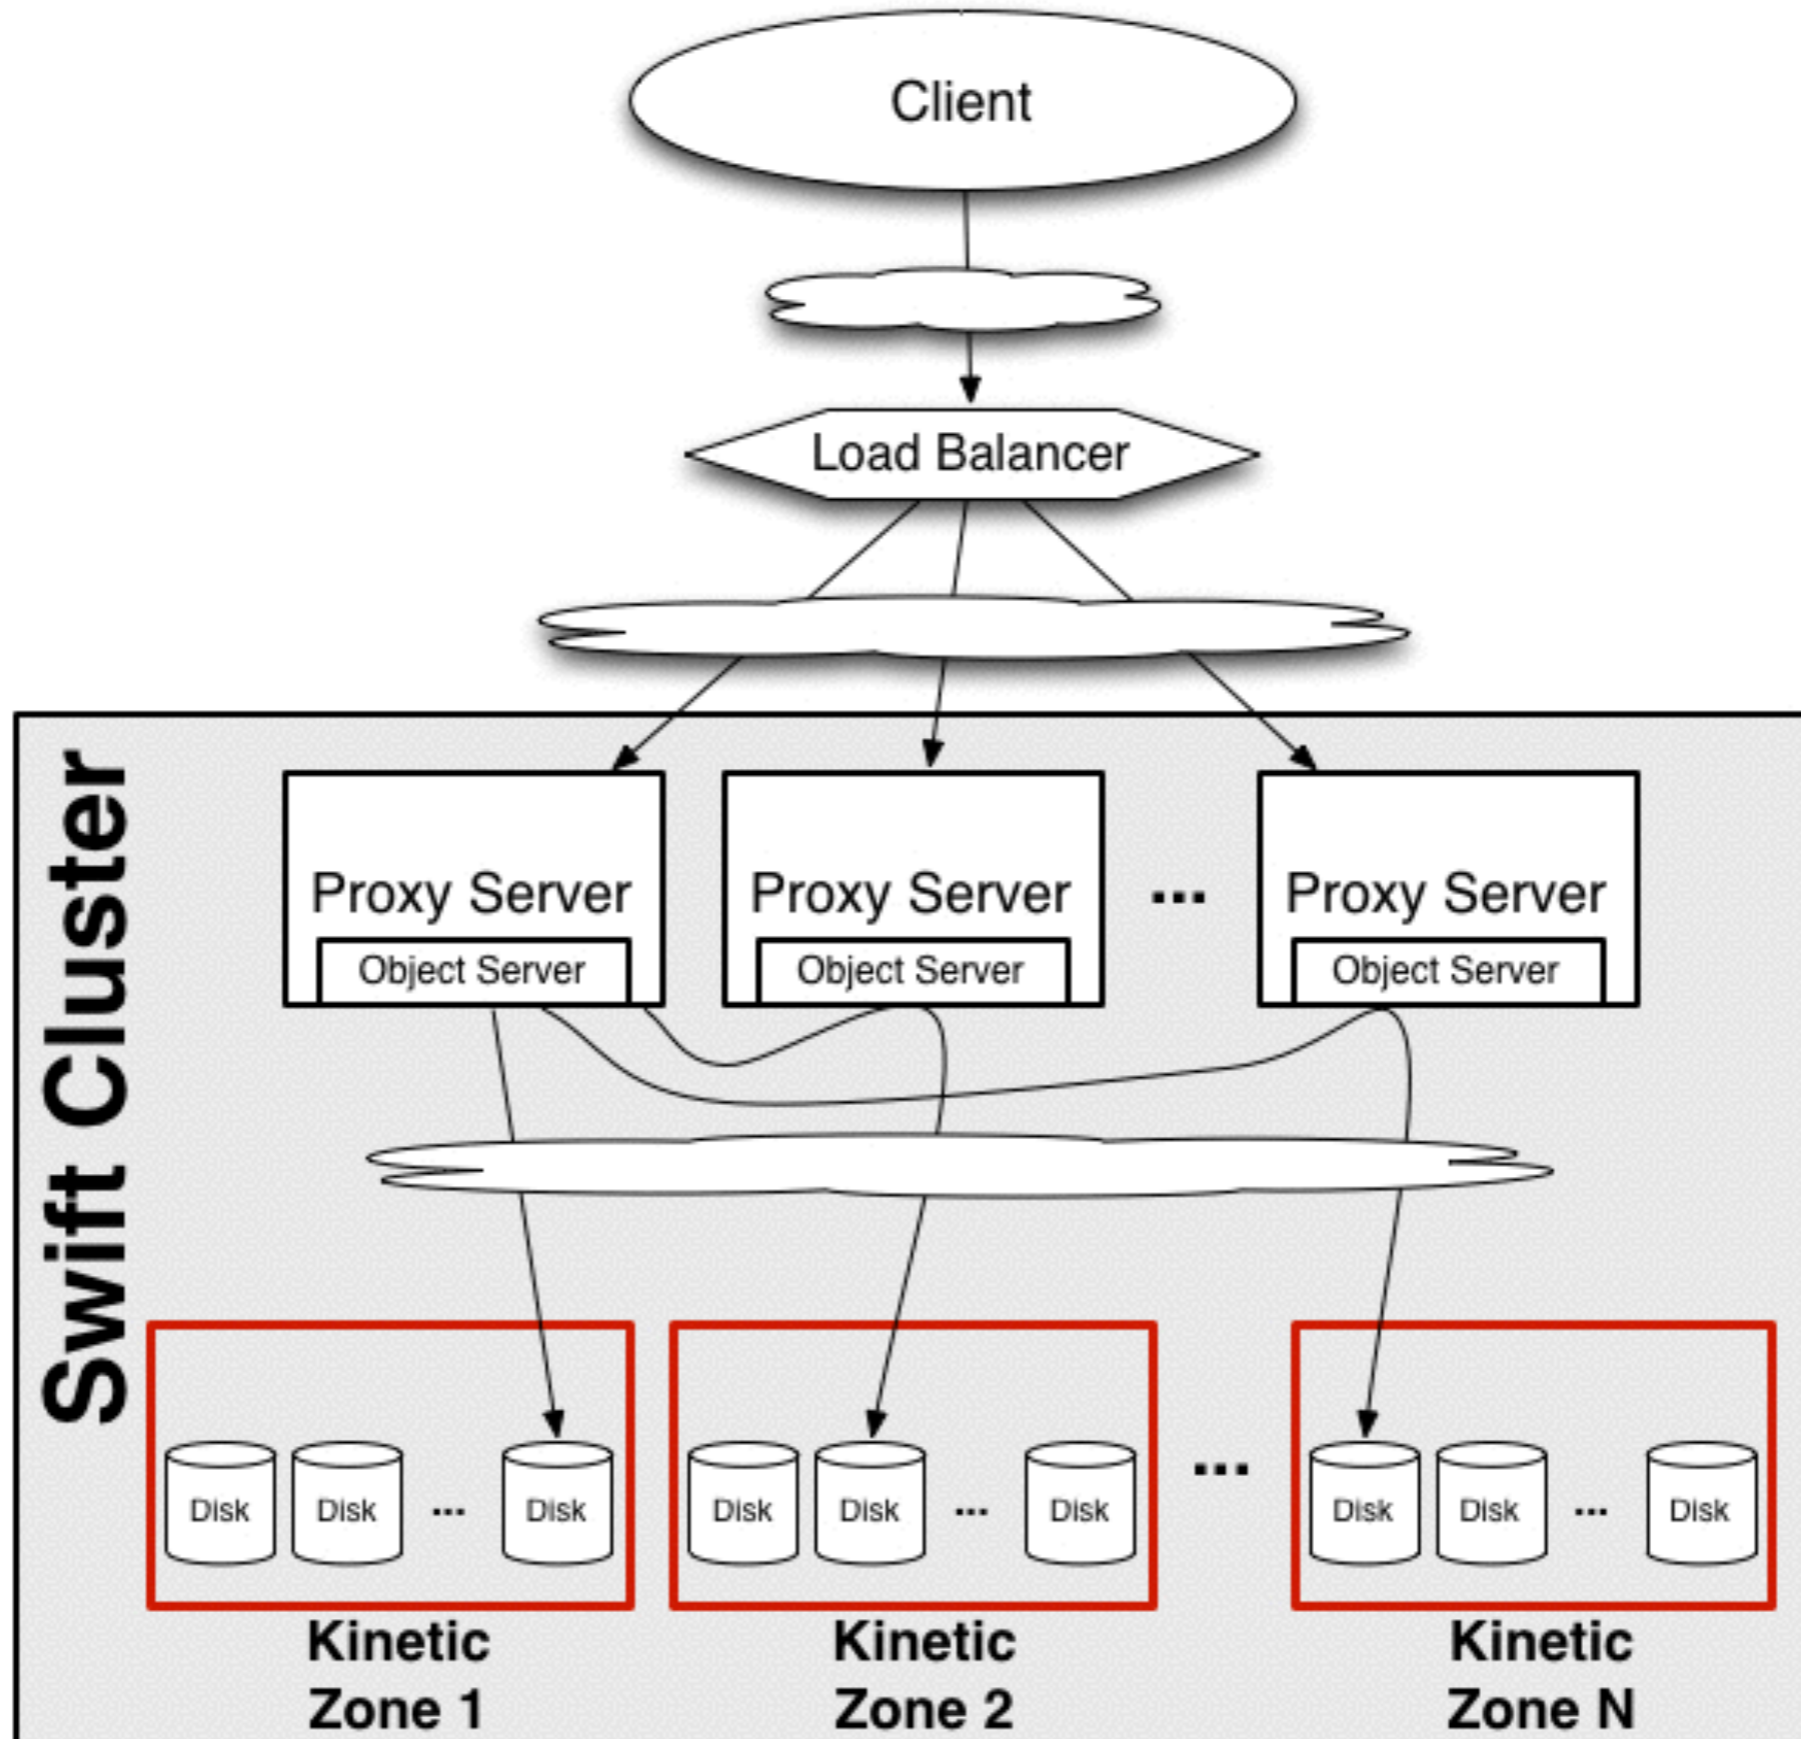 Client
Load Balancer
Swift Cluster
Proxy Server
Proxy Server
...
Proxy Server
Object Server
Object Server
Object Server
Disk
Disk
...
Disk
Disk
Disk
...
Disk
...
Disk
Disk
...
Disk
Kinetic
Zone 1
Kinetic
Zone 2
Kinetic
Zone N